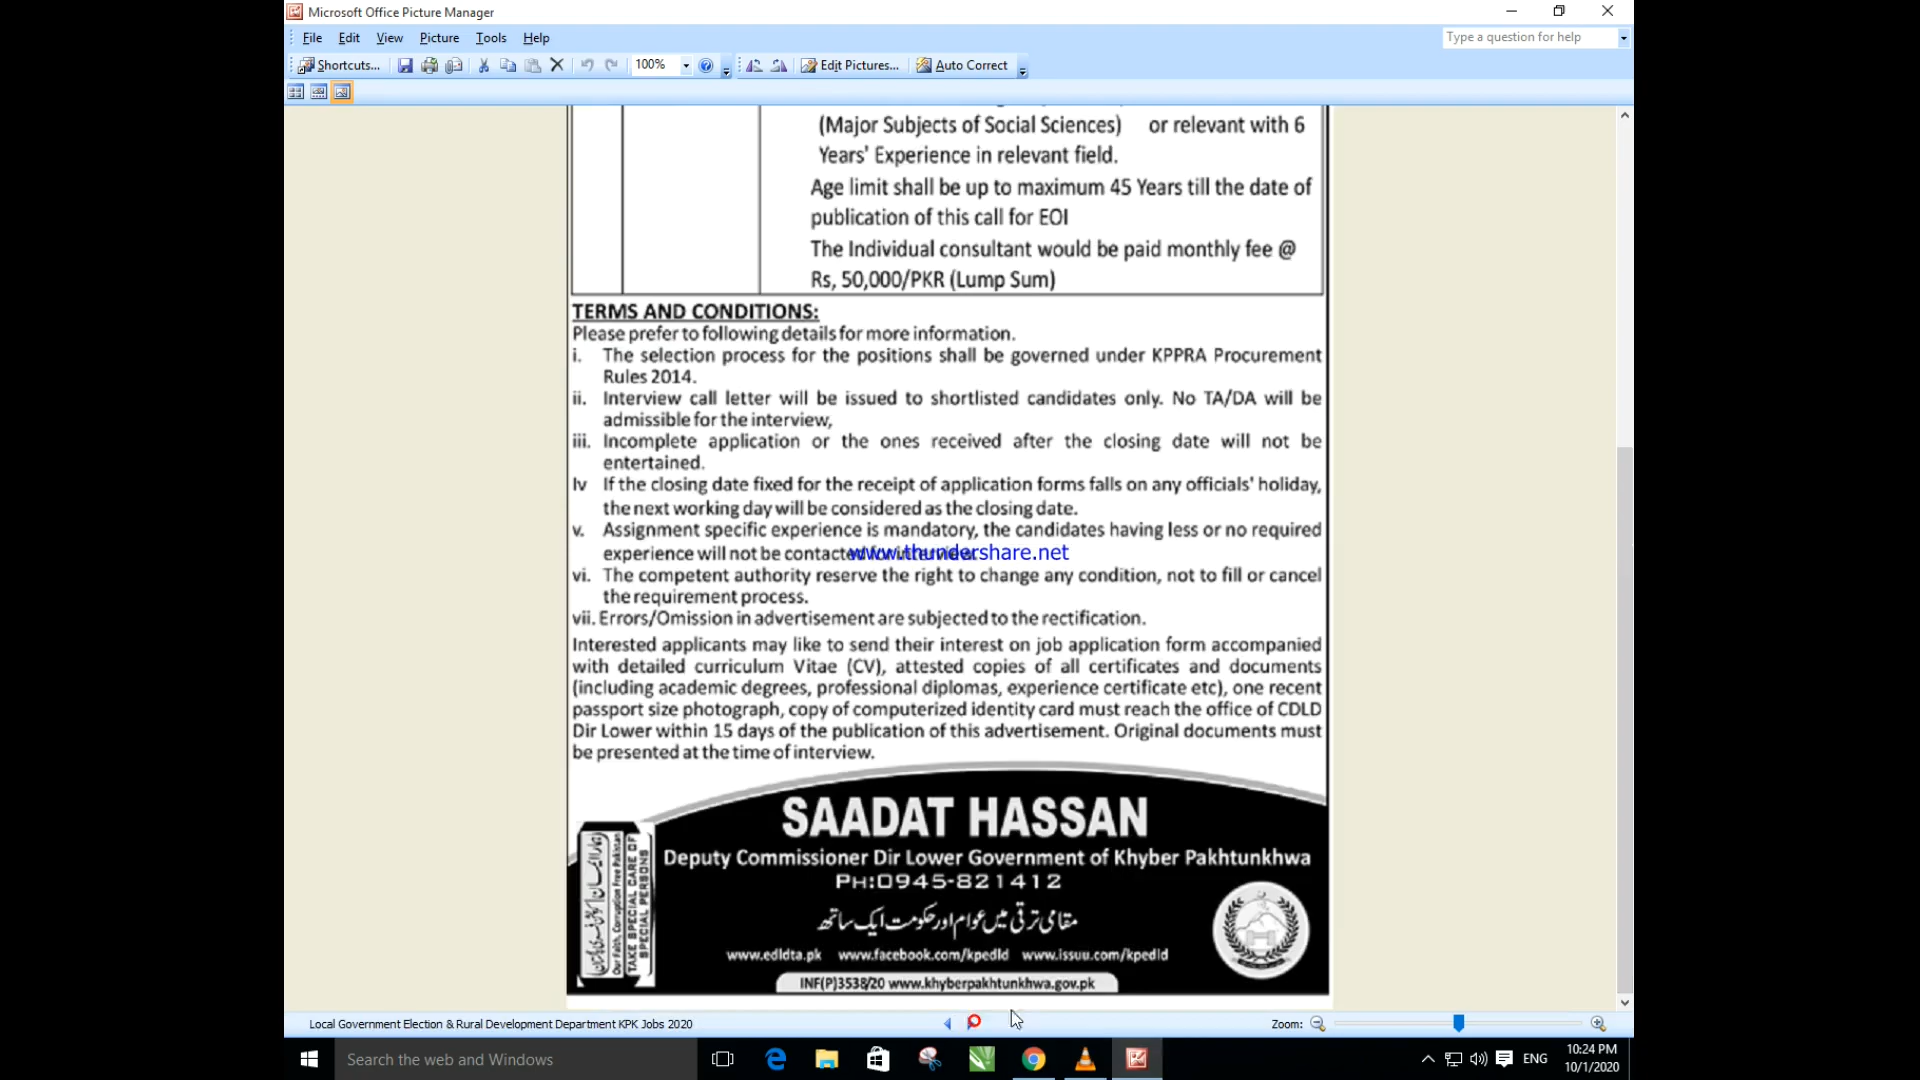 Microsoft Office Picture Manager
File Edit View Picture Tools Help
Type a question for help
Shortcuts... 100% Edit Pictures... Auto Correct
(Major Subjects of Social Sciences) or relevant with 6
Years' Experience in relevant field.
Age limit shall be up to maximum 45 Years till the date of
publication of this call for EOI
The Individual consultant would be paid monthly fee @
Rs, 50,000/PKR (Lump Sum)
TERMS AND CONDITIONS:
Please prefer to following details for more information.
i. The selection process for the positions shall be governed under KPPRA Procurement
Rules 2014.
ii. Interview call letter will be issued to shortlisted candidates only. No TA/DA will be
admissible for the interview,
iii. Incomplete application or the ones received after the closing date will not be
entertained.
Iv If the closing date fixed for the receipt of application forms falls on any officials' holiday,
the next working day will be considered as the closing date.
v. Assignment specific experience is mandatory, the candidates having less or no required
experience will not be contacted for interview.
www.thundershare.net
vi. The competent authority reserve the right to change any condition, not to fill or cancel
the requirement process.
vii. Errors/Omission in advertisement are subjected to the rectification.
Interested applicants may like to send their interest on job application form accompanied
with detailed curriculum Vitae (CV), attested copies of all certificates and documents
(including academic degrees, professional diplomas, experience certificate etc), one recent
passport size photograph, copy of computerized identity card must reach the office of CDLD
Dir Lower within 15 days of the publication of this advertisement. Original documents must
be presented at the time of interview.
SAADAT HASSAN
Deputy Commissioner Dir Lower Government of Khyber Pakhtunkhwa
PH:0945-821412
مقامی ترقی میں عوام اور حکومت ایک ساتھ
www.edldta.pk www.facebook.com/kpedld www.issuu.com/kpedld
INF(P)3538/20 www.khyberpakhtunkhwa.gov.pk
Our Faith, Corruption Free Pakistan
TAKE SPECIAL CARE OF
SPECIAL PERSONS
Local Government Election & Rural Development Department KPK Jobs 2020
Zoom:
Search the web and Windows
ENG
10:24 PM
10/1/2020